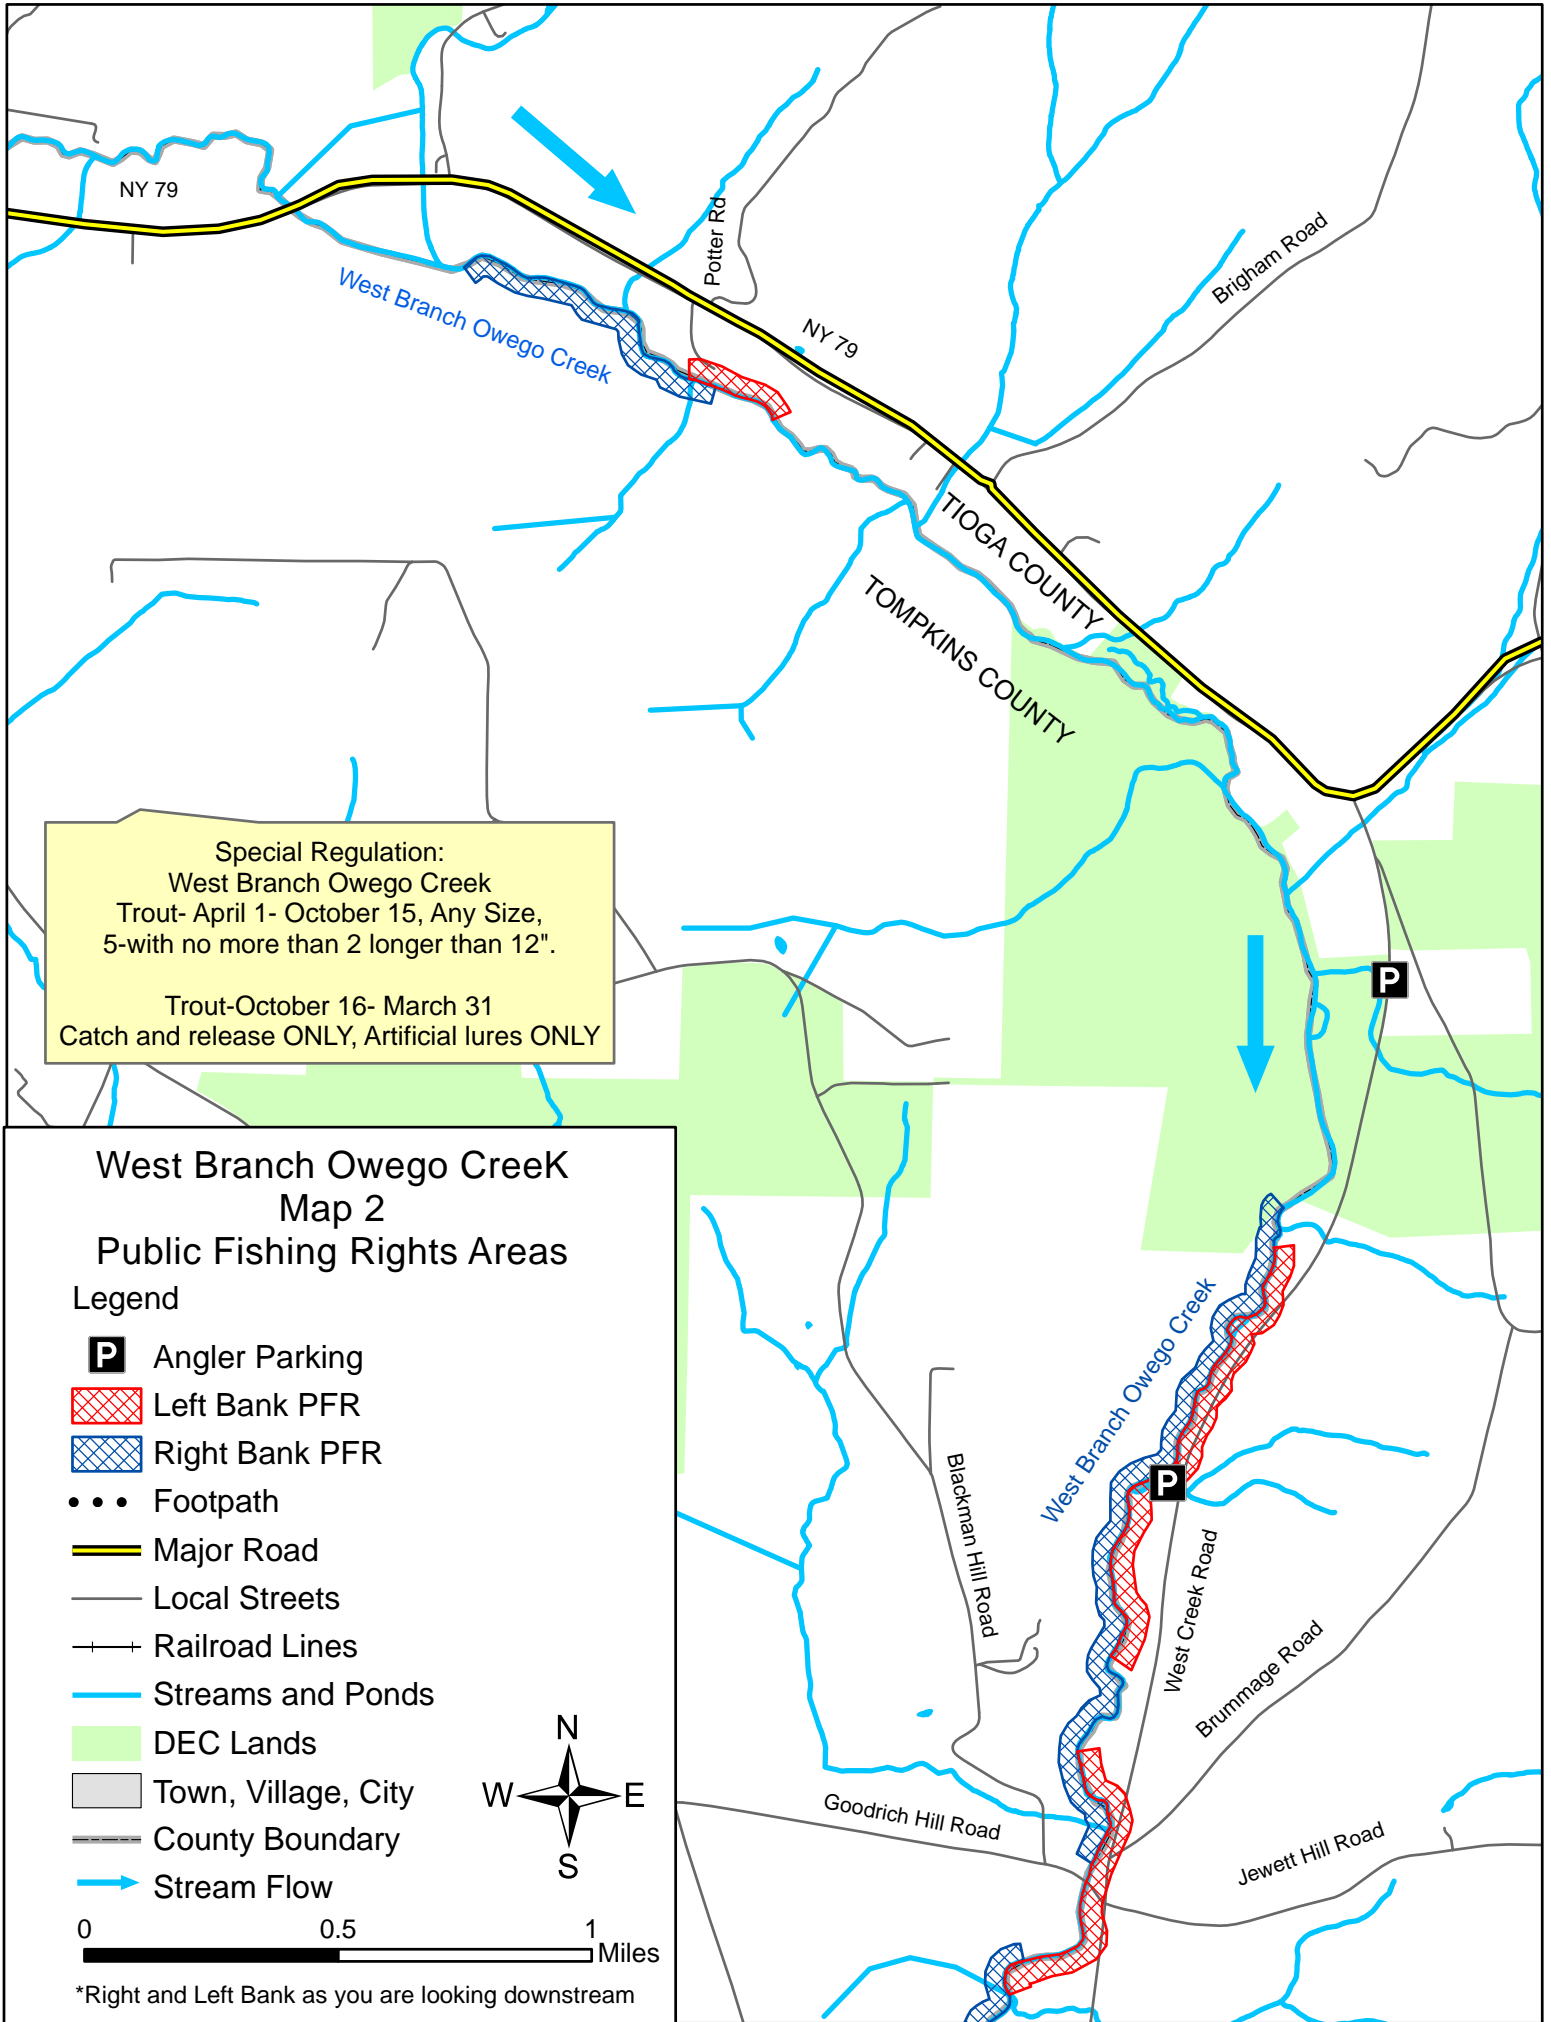 NY 79
Potter Rd
Brigham Road
West Branch Owego Creek
NY 79
TIOGA COUNTY
TOMPKINS COUNTY
Special Regulation:
West Branch Owego Creek
Trout- April 1- October 15, Any Size,
5-with no more than 2 longer than 12".
Trout-October 16- March 31
Catch and release ONLY, Artificial lures ONLY
P
West Branch Owego Creek
P
Blackman Hill Road
West Creek Road
Brummage Road
Goodrich Hill Road
Jewett Hill Road
West Branch Owego CreeK
Map 2
Public Fishing Rights Areas
Legend
P Angler Parking
Left Bank PFR
Right Bank PFR
Footpath
Major Road
Local Streets
Railroad Lines
Streams and Ponds
DEC Lands
Town, Village, City
County Boundary
Stream Flow
N
W E
S
0 0.5 1
Miles
*Right and Left Bank as you are looking downstream